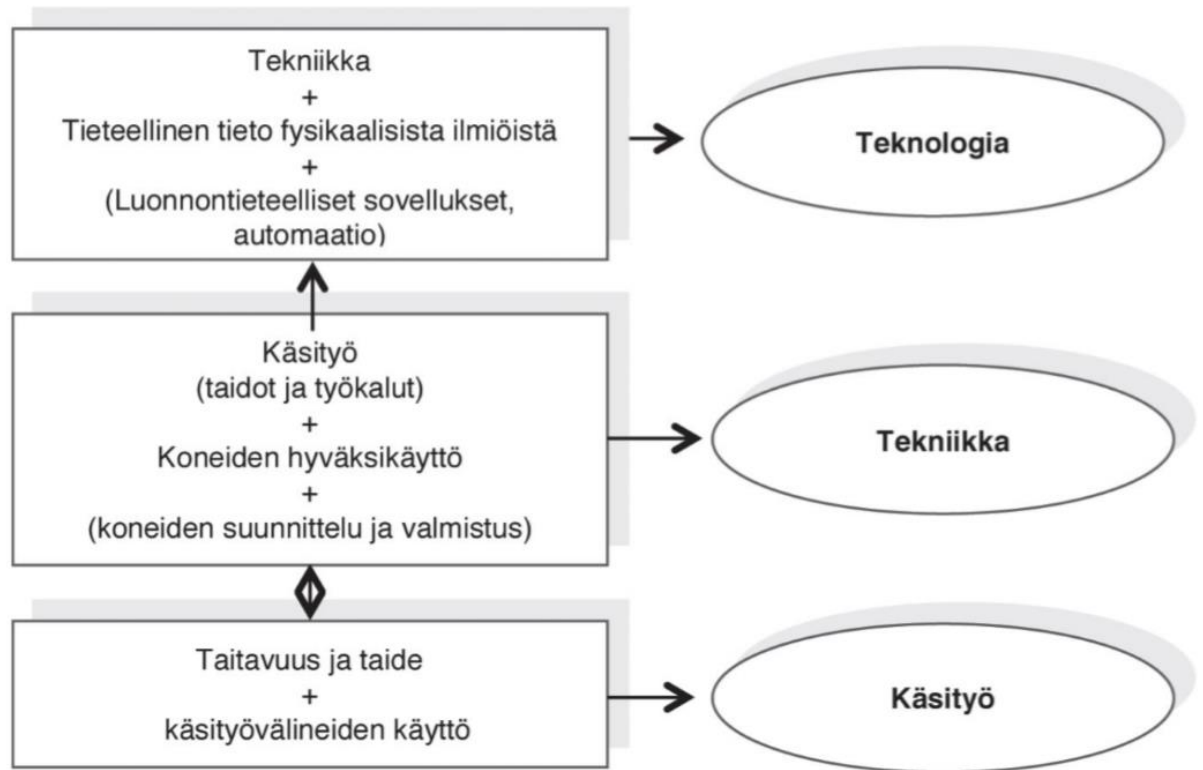 Tekniikka
+
Tieteellinen tieto fysikaalisista ilmiöistä
+
(Luonnontieteelliset sovellukset,
automaatio)
Teknologia
Käsityö
(taidot ja työkalut)
+
Koneiden hyväksikäyttö
+
(koneiden suunnittelu ja valmistus)
Tekniikka
Taitavuus ja taide
+
käsityövälineiden käyttö
Käsityö